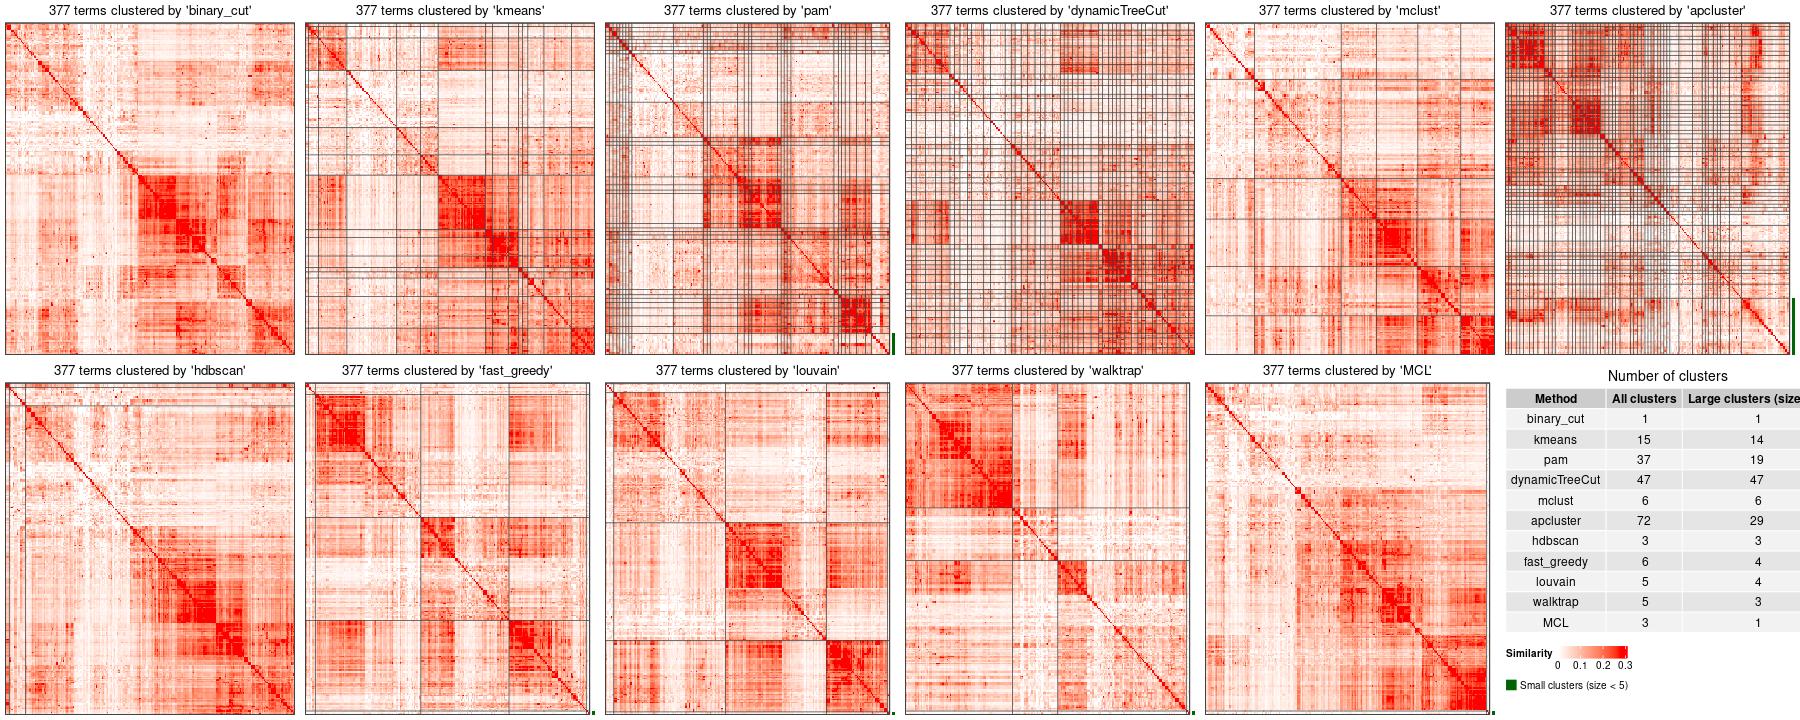 377 terms clustered by 'binary_cut'
377 terms clustered by 'kmeans'
377 terms clustered by 'pam'
377 terms clustered by 'dynamicTreeCut'
377 terms clustered by 'mclust'
377 terms clustered by 'apcluster'
377 terms clustered by 'hdbscan'
377 terms clustered by 'fast_greedy'
377 terms clustered by 'louvain'
377 terms clustered by 'walktrap'
377 terms clustered by 'MCL'
Number of clusters
Method All clusters Large clusters (size
binary_cut 1 1
kmeans 15 14
pam 37 19
dynamicTreeCut 47 47
mclust 6 6
apcluster 72 29
hdbscan 3 3
fast_greedy 6 4
louvain 5 4
walktrap 5 3
MCL 3 1
Similarity
0 0.1 0.2 0.3
Small clusters (size < 5)